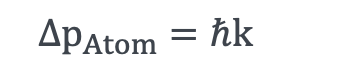 Δp_Atom = ℏk